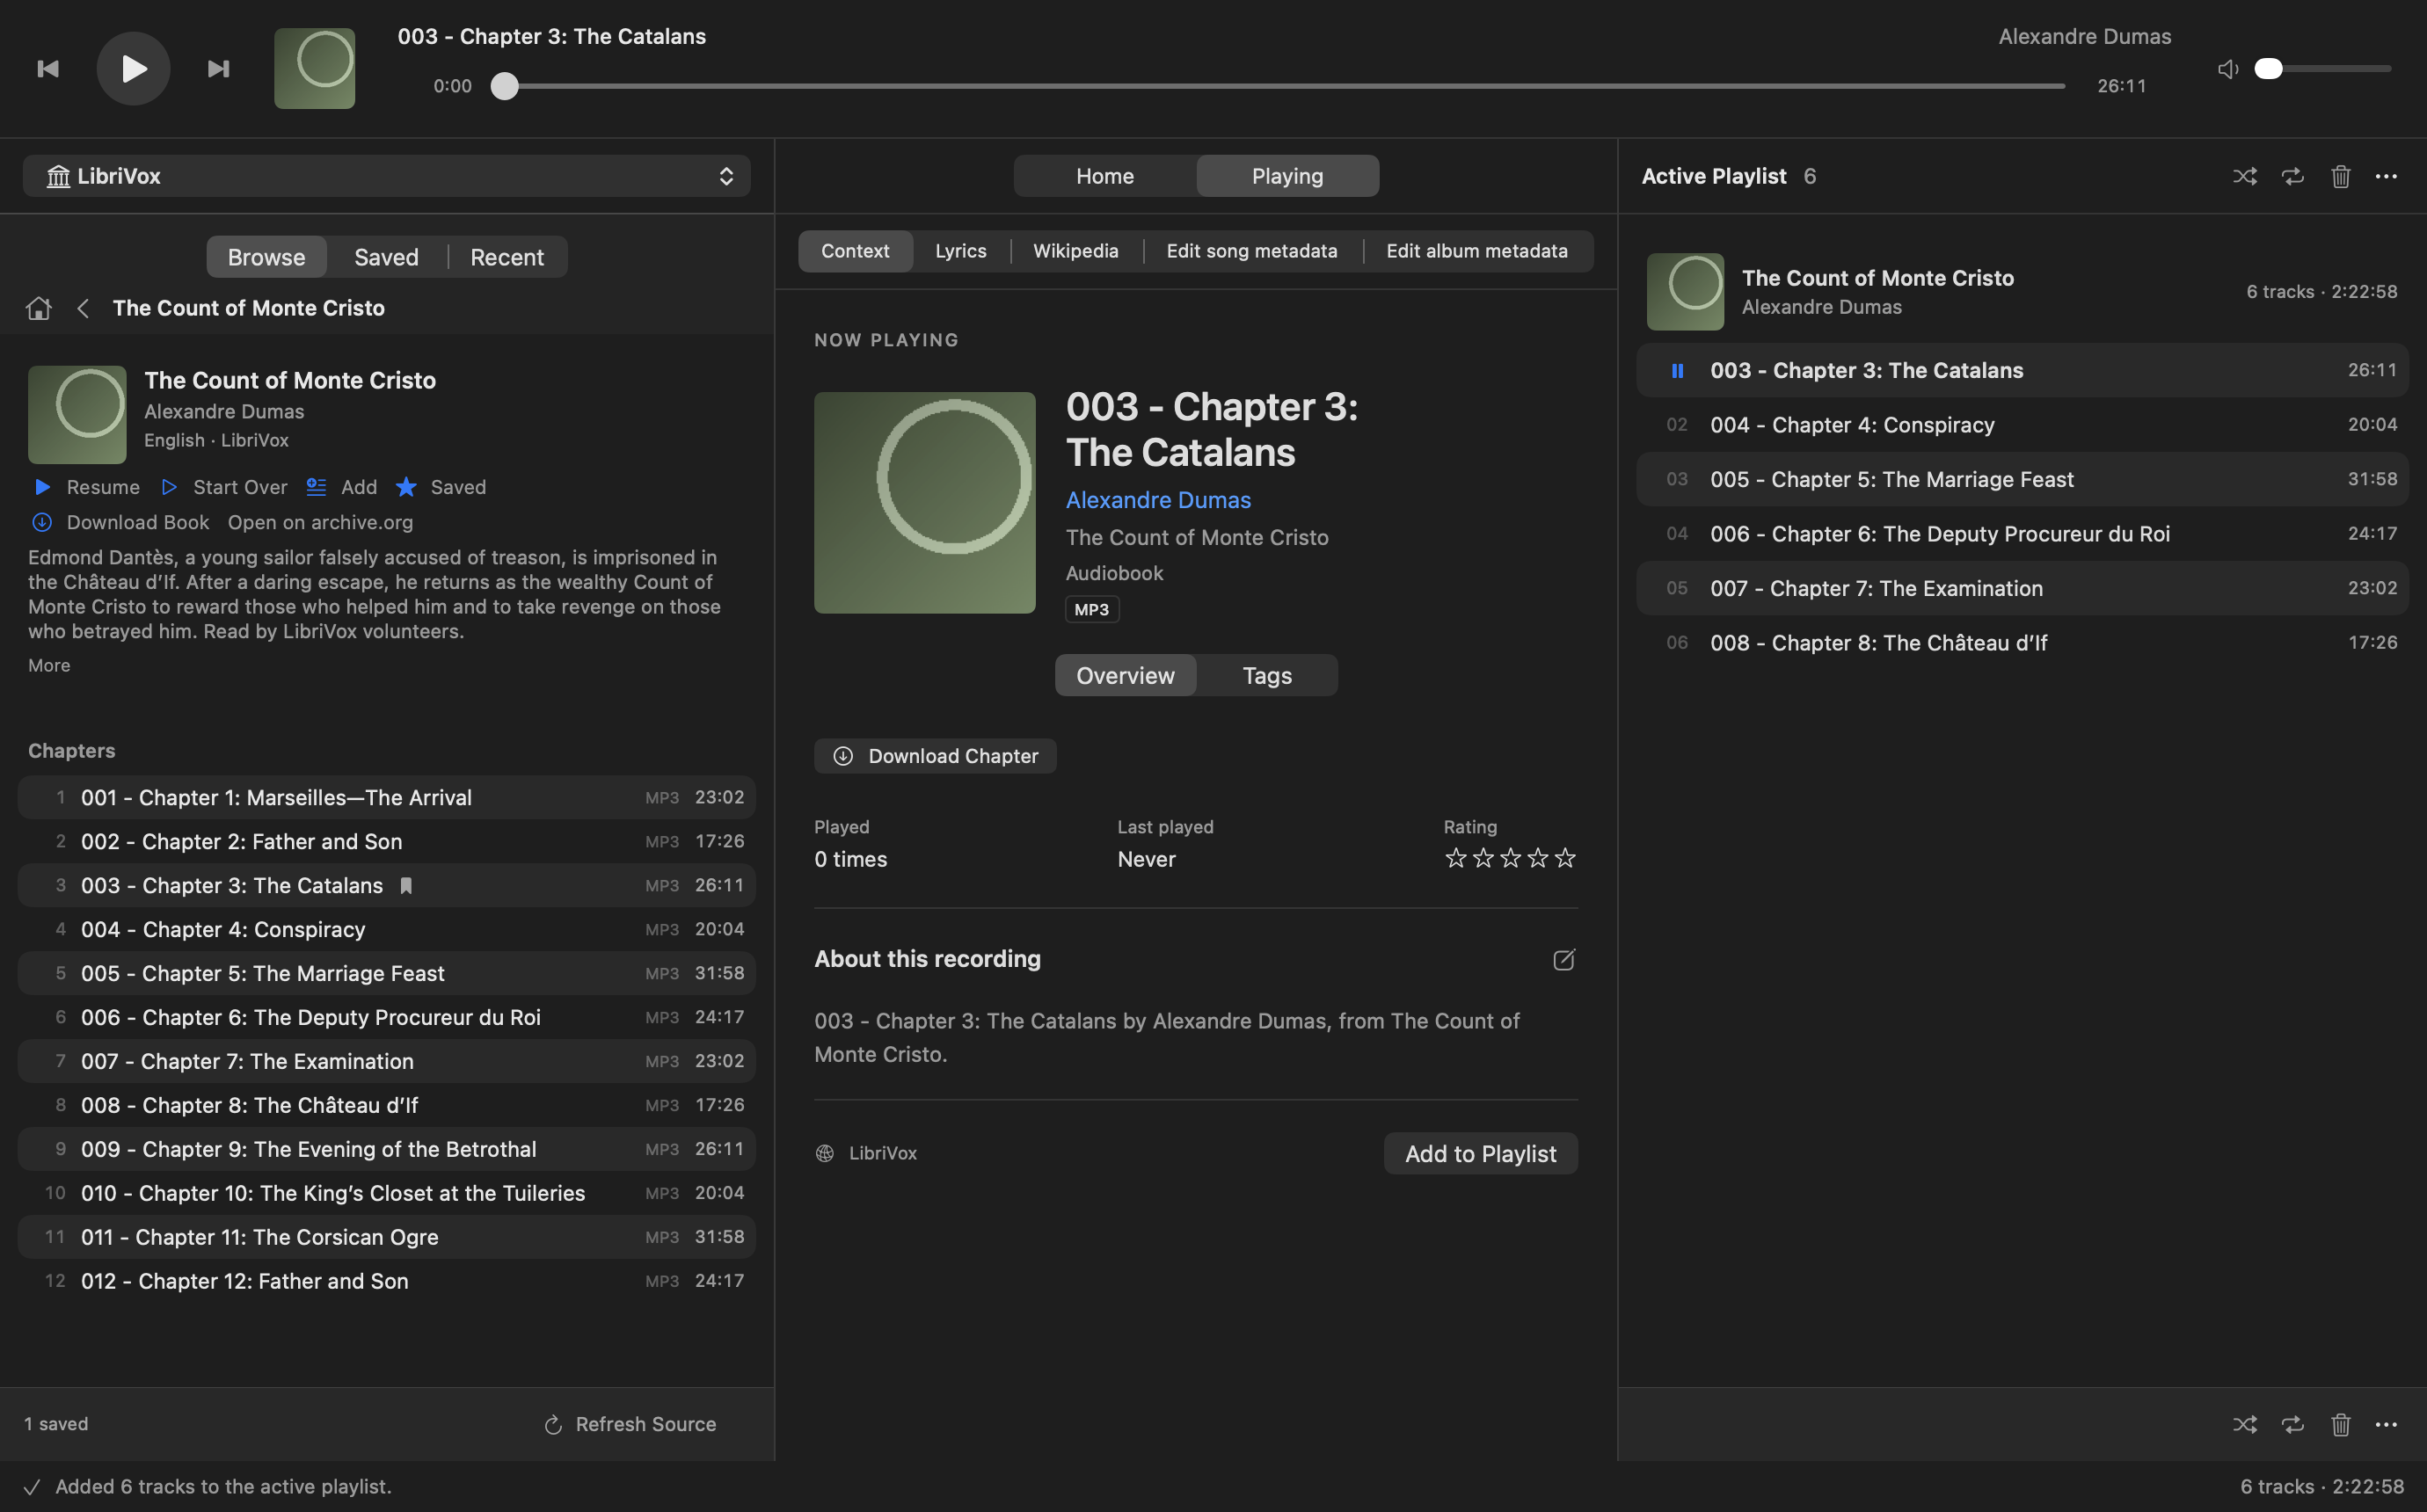 003 - Chapter 3: The Catalans
Alexandre Dumas
0:00
26:11
LibriVox
Home
Playing
Active Playlist 6
Browse
Saved
Recent
Context
Lyrics
Wikipedia
Edit song metadata
Edit album metadata
The Count of Monte Cristo
The Count of Monte Cristo
Alexandre Dumas
English · LibriVox
Resume
Start Over
Add
Saved
Download Book
Open on archive.org
Edmond Dantès, a young sailor falsely accused of treason, is imprisoned in
the Château d’If. After a daring escape, he returns as the wealthy Count of
Monte Cristo to reward those who helped him and to take revenge on those
who betrayed him. Read by LibriVox volunteers.
More
Chapters
1 001 - Chapter 1: Marseilles—The Arrival MP3 23:02
2 002 - Chapter 2: Father and Son MP3 17:26
3 003 - Chapter 3: The Catalans MP3 26:11
4 004 - Chapter 4: Conspiracy MP3 20:04
5 005 - Chapter 5: The Marriage Feast MP3 31:58
6 006 - Chapter 6: The Deputy Procureur du Roi MP3 24:17
7 007 - Chapter 7: The Examination MP3 23:02
8 008 - Chapter 8: The Château d’If MP3 17:26
9 009 - Chapter 9: The Evening of the Betrothal MP3 26:11
10 010 - Chapter 10: The King’s Closet at the Tuileries MP3 20:04
11 011 - Chapter 11: The Corsican Ogre MP3 31:58
12 012 - Chapter 12: Father and Son MP3 24:17
1 saved
Refresh Source
NOW PLAYING
003 - Chapter 3:
The Catalans
Alexandre Dumas
The Count of Monte Cristo
Audiobook
MP3
Overview
Tags
Download Chapter
Played
0 times
Last played
Never
Rating
About this recording
003 - Chapter 3: The Catalans by Alexandre Dumas, from The Count of
Monte Cristo.
LibriVox
Add to Playlist
The Count of Monte Cristo
Alexandre Dumas
6 tracks · 2:22:58
003 - Chapter 3: The Catalans 26:11
02 004 - Chapter 4: Conspiracy 20:04
03 005 - Chapter 5: The Marriage Feast 31:58
04 006 - Chapter 6: The Deputy Procureur du Roi 24:17
05 007 - Chapter 7: The Examination 23:02
06 008 - Chapter 8: The Château d’If 17:26
Added 6 tracks to the active playlist.
6 tracks · 2:22:58